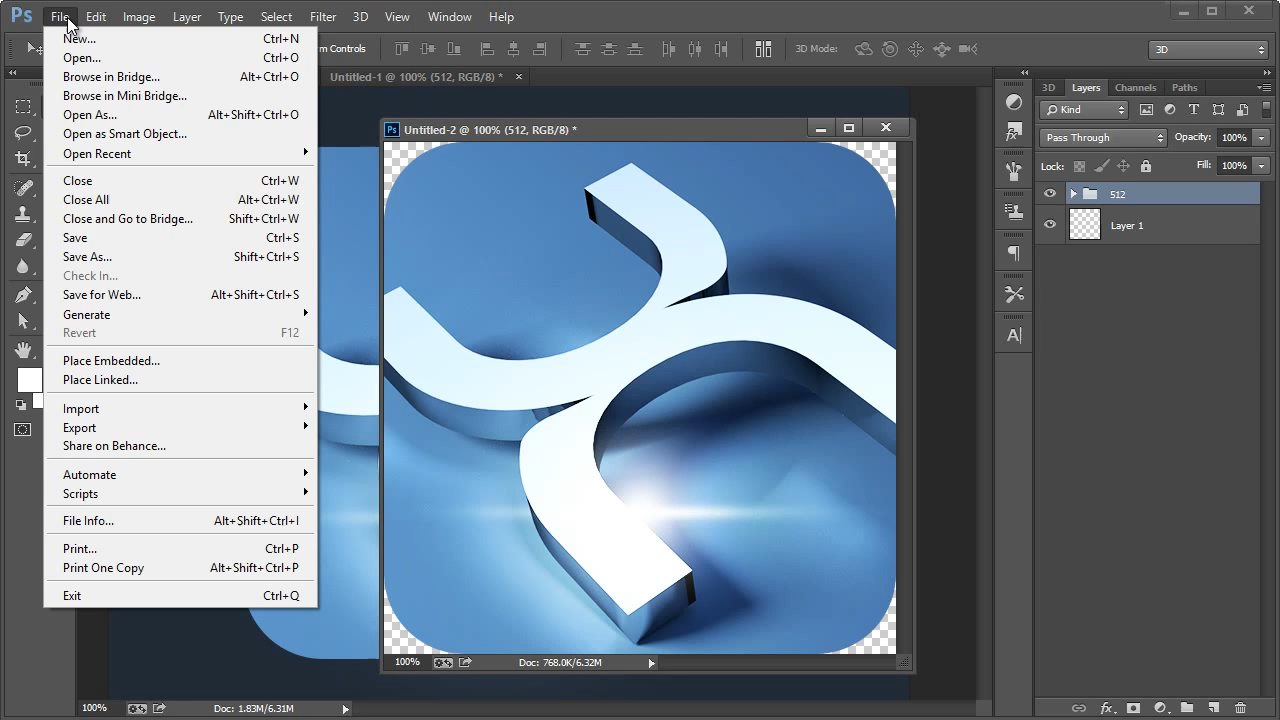 Ps File Edit Image Layer Type Select Filter 3D View Window Help
m Controls 3D Mode: 3D
Untitled-1 @ 100% (512, RGB/8) * ×
New... Ctrl+N
Open... Ctrl+O
Browse in Bridge... Alt+Ctrl+O
Browse in Mini Bridge...
Open As... Alt+Shift+Ctrl+O
Open as Smart Object...
Open Recent
Close Ctrl+W
Close All Alt+Ctrl+W
Close and Go to Bridge... Shift+Ctrl+W
Save Ctrl+S
Save As... Shift+Ctrl+S
Check In...
Save for Web... Alt+Shift+Ctrl+S
Generate
Revert F12
Place Embedded...
Place Linked...
Import
Export
Share on Behance...
Automate
Scripts
File Info... Alt+Shift+Ctrl+I
Print... Ctrl+P
Print One Copy Alt+Shift+Ctrl+P
Exit Ctrl+Q
Ps Untitled-2 @ 100% (512, RGB/8) *
100% Doc: 768.0K/6.32M
100% Doc: 1.83M/6.31M
3D Layers Channels Paths
Kind
Pass Through Opacity: 100%
Lock: Fill: 100%
512
Layer 1